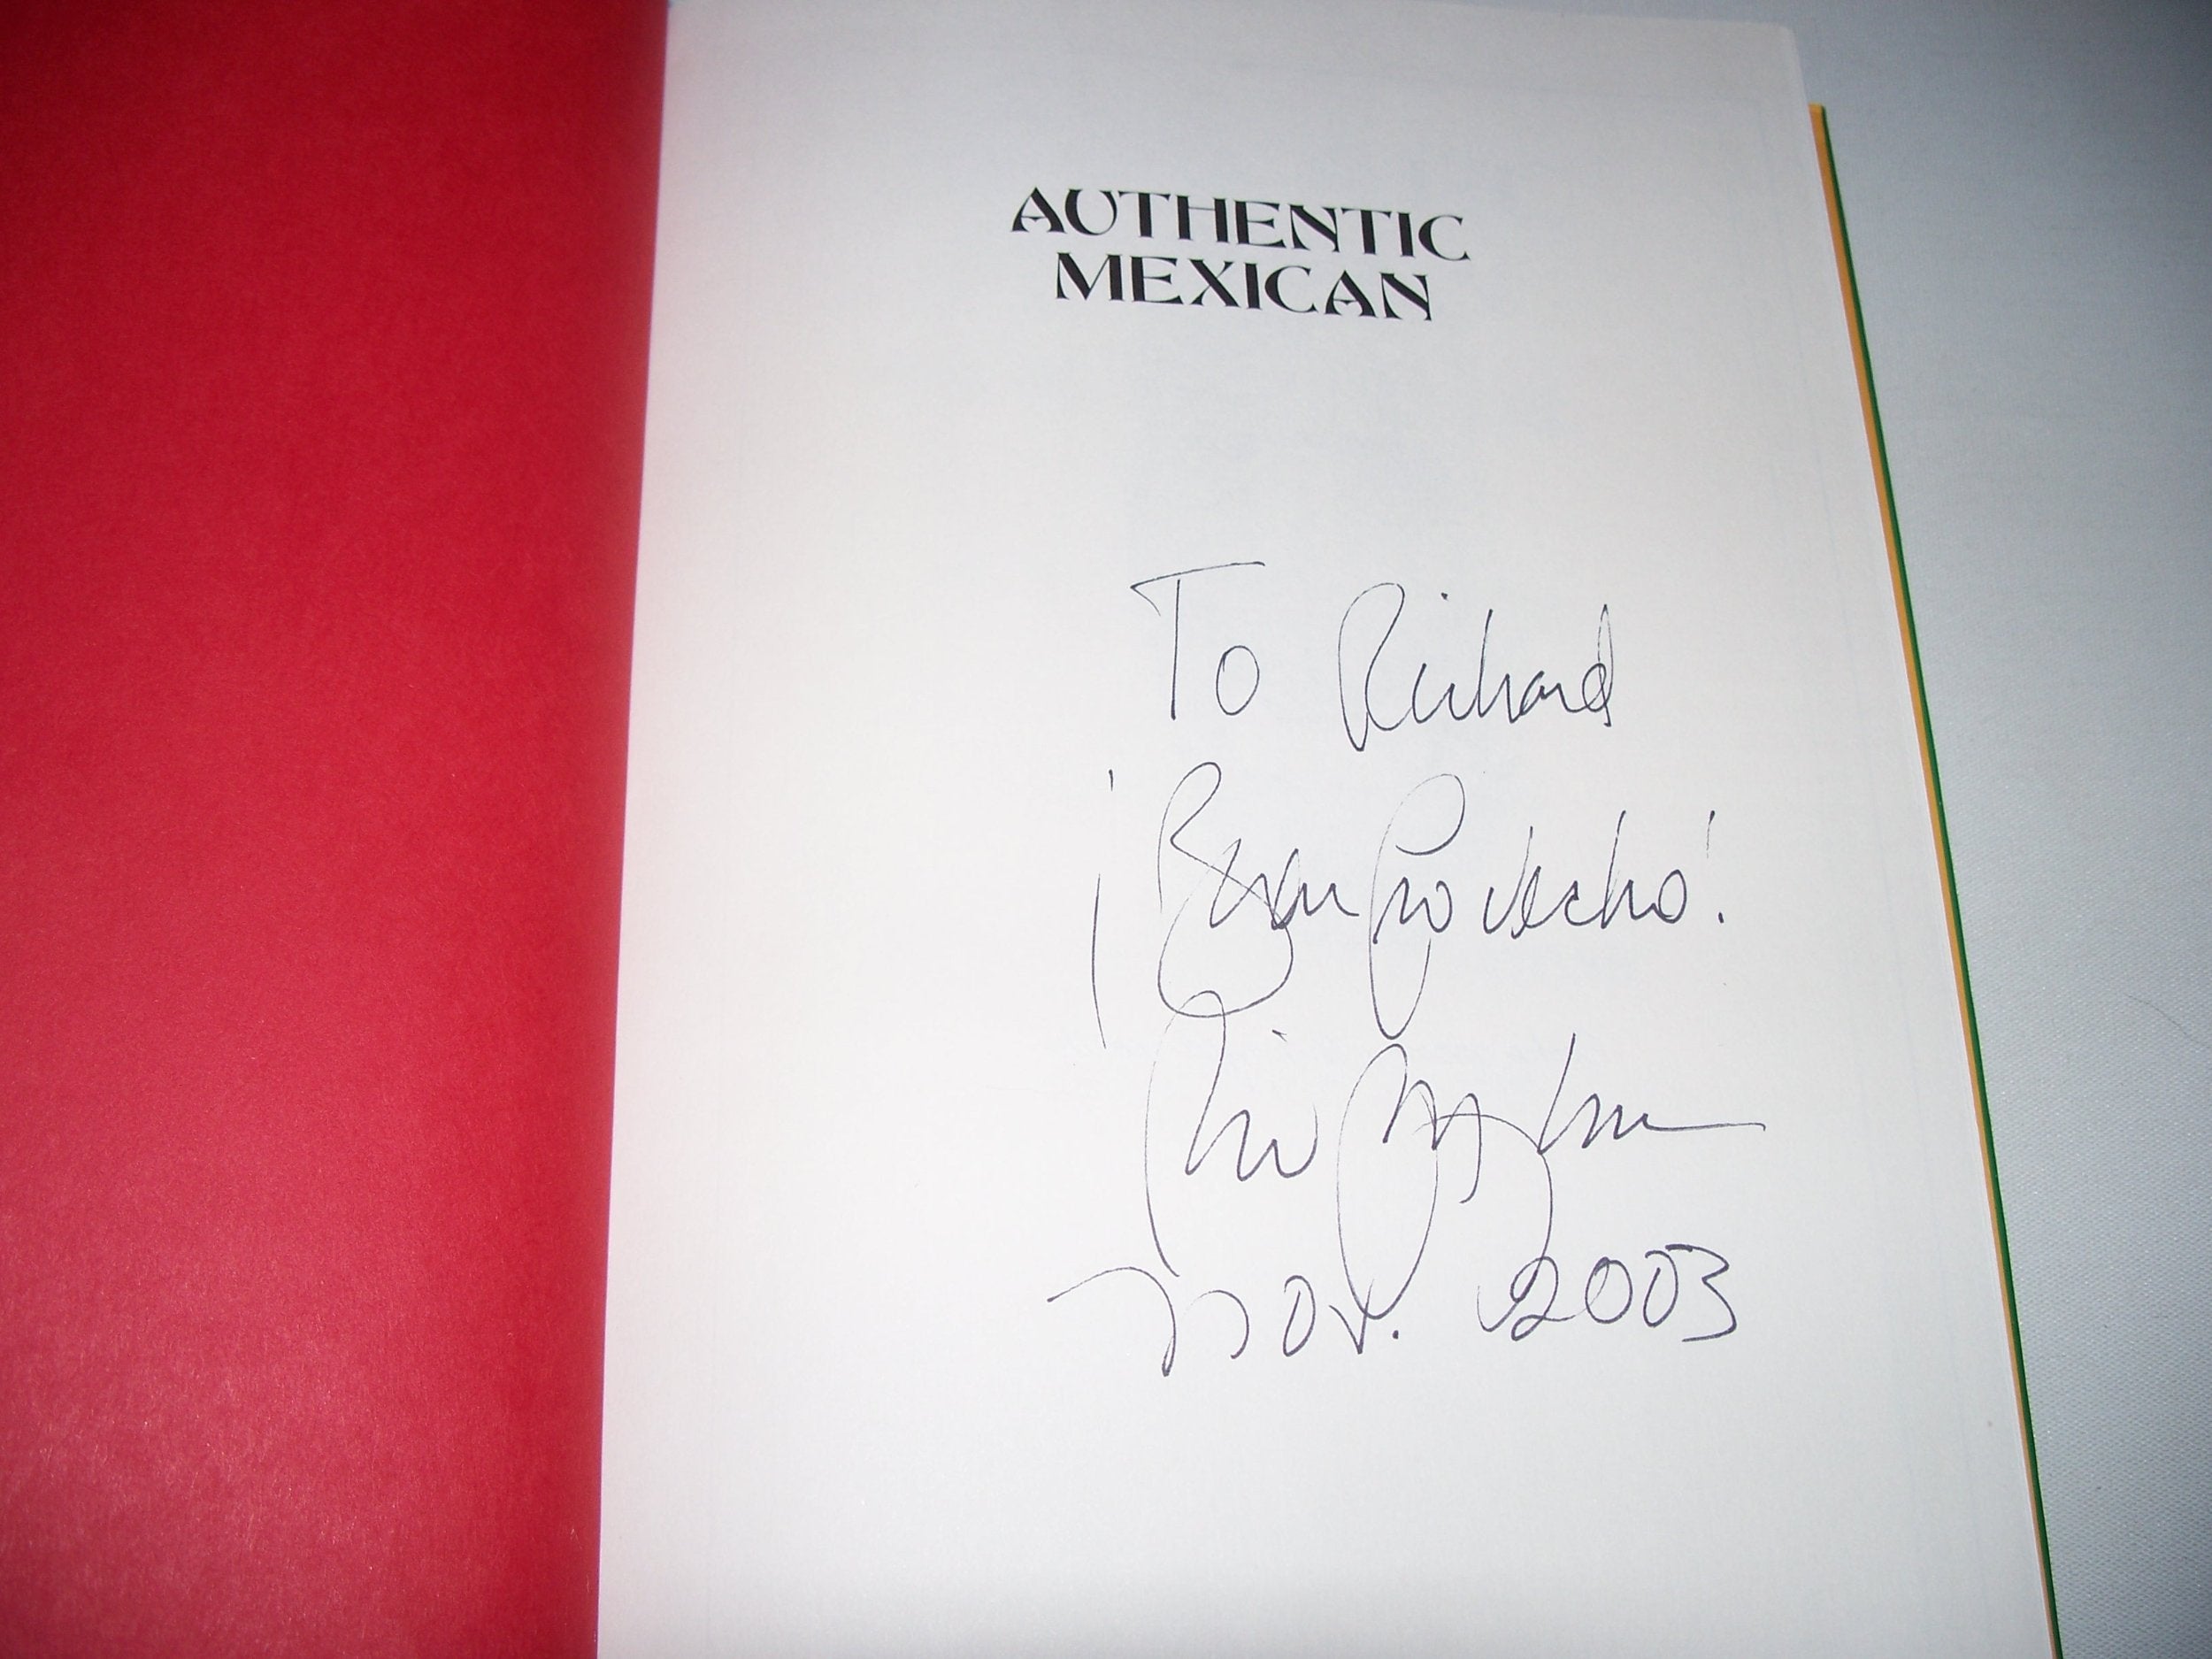 AUTHENTIC
MEXICAN
To Richard
¡Buen Provecho!
Nov. 2003